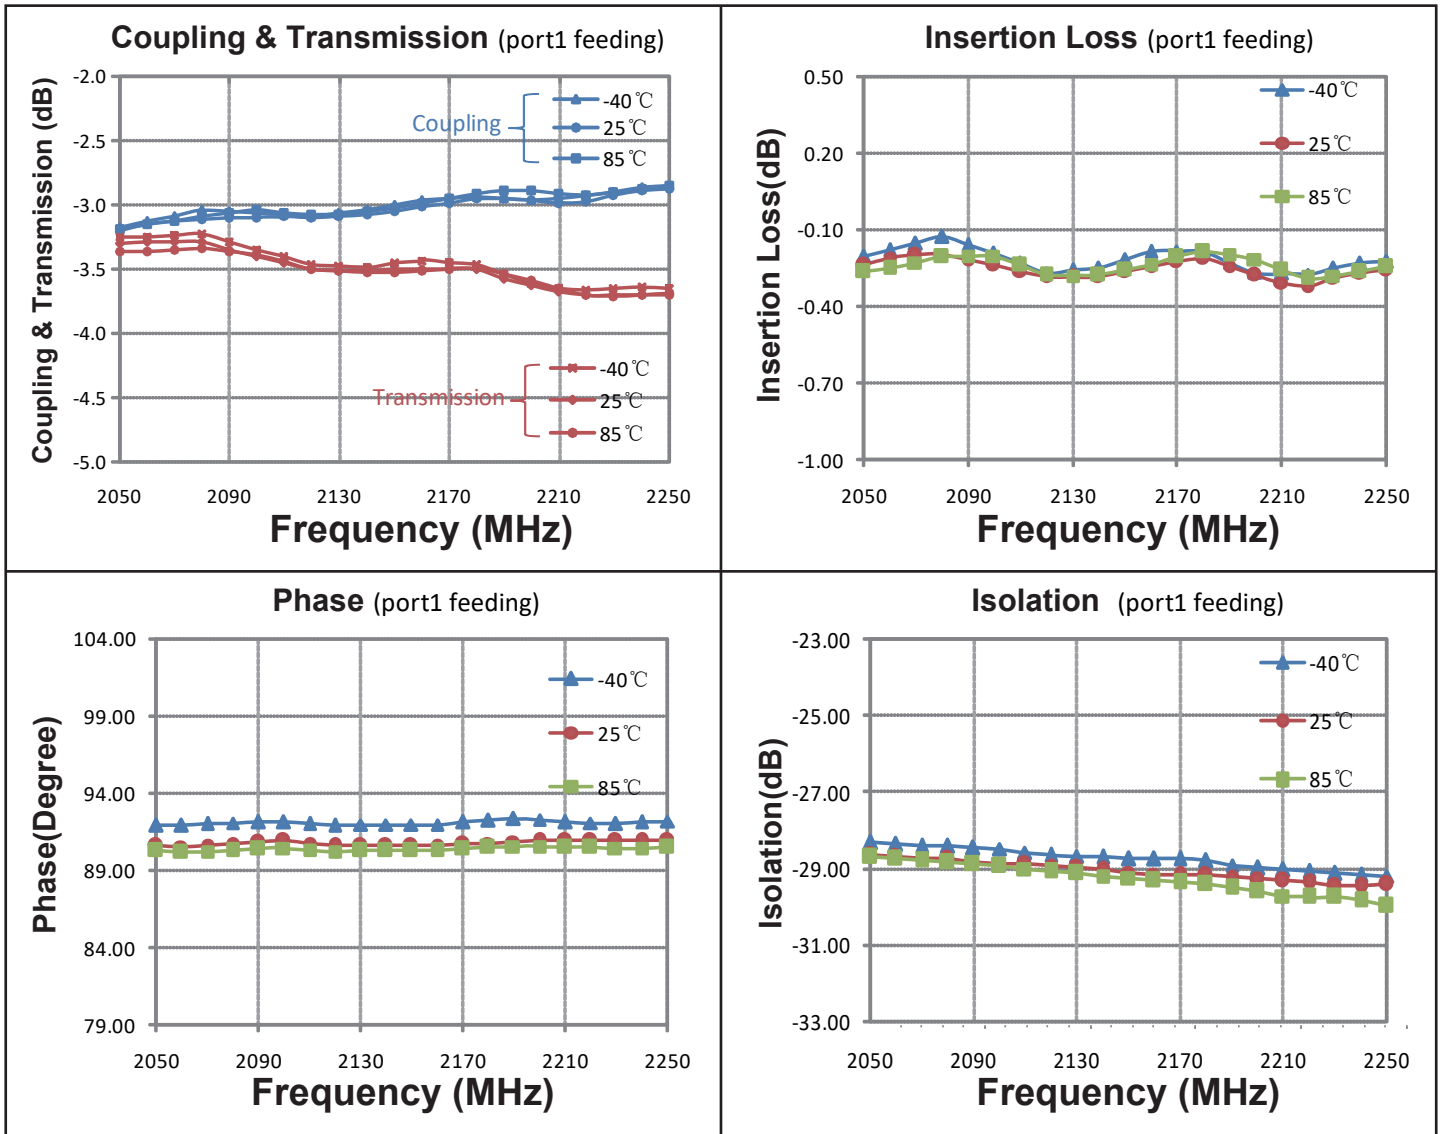 Coupling & Transmission (port1 feeding)
Coupling & Transmission (dB)
-2.0
-2.5
-3.0
-3.5
-4.0
-4.5
-5.0
Coupling
-40℃
25℃
85℃
Transmission
-40℃
25℃
85℃
2050 2090 2130 2170 2210 2250
Frequency (MHz)
Insertion Loss (port1 feeding)
Insertion Loss(dB)
0.50
0.20
-0.10
-0.40
-0.70
-1.00
-40℃
25℃
85℃
2050 2090 2130 2170 2210 2250
Frequency (MHz)
Phase (port1 feeding)
Phase(Degree)
104.00
99.00
94.00
89.00
84.00
79.00
-40℃
25℃
85℃
2050 2090 2130 2170 2210 2250
Frequency (MHz)
Isolation (port1 feeding)
Isolation(dB)
-23.00
-25.00
-27.00
-29.00
-31.00
-33.00
-40℃
25℃
85℃
2050 2090 2130 2170 2210 2250
Frequency (MHz)